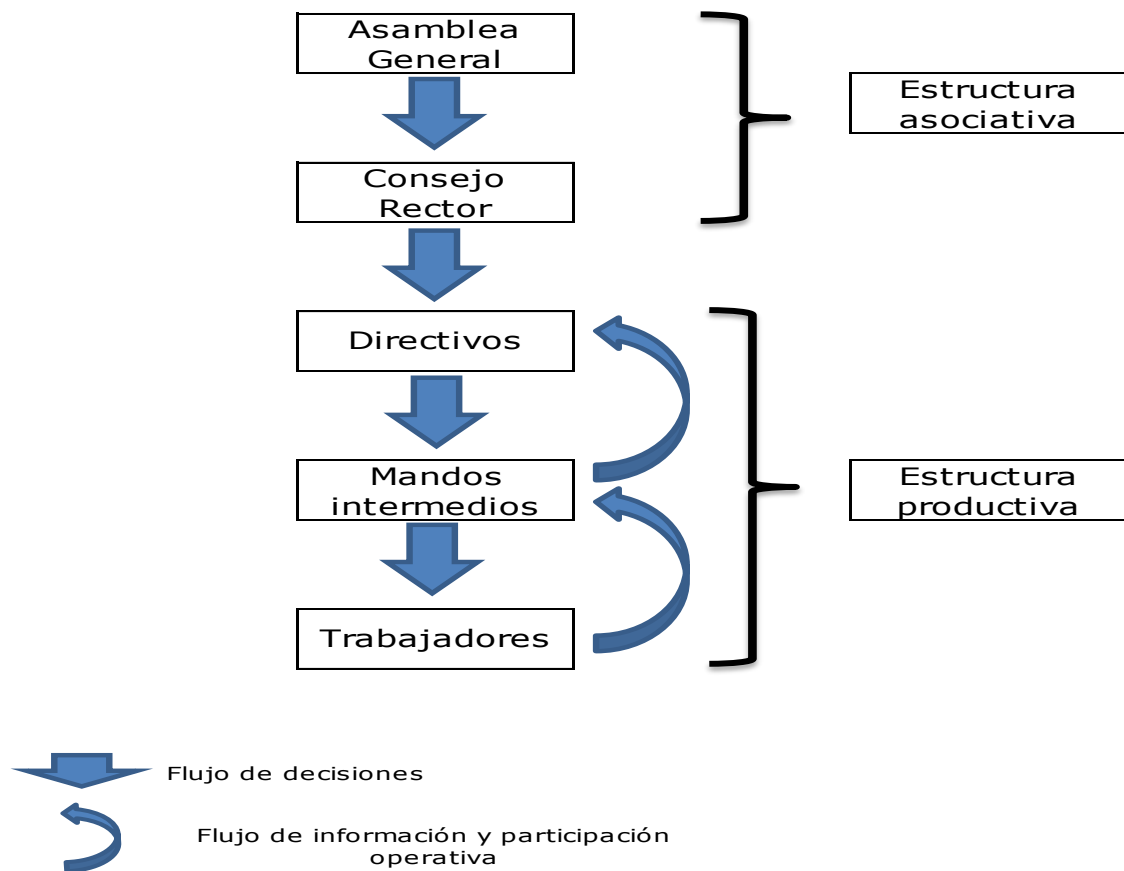 Asamblea
General
Estructura
asociativa
Consejo
Rector
Directivos
Mandos
intermedios
Estructura
productiva
Trabajadores
Flujo de decisiones
Flujo de información y participación
operativa